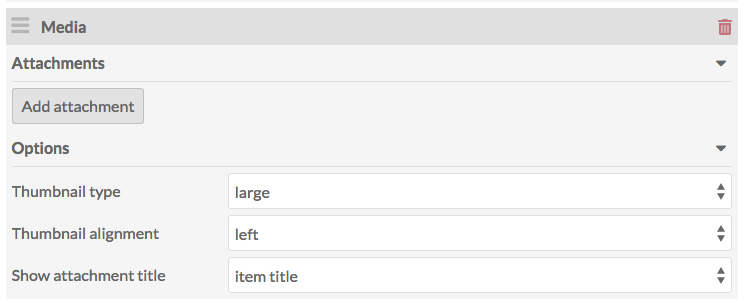 Media
Attachments
Add attachment
Options
Thumbnail type large
Thumbnail alignment left
Show attachment title item title